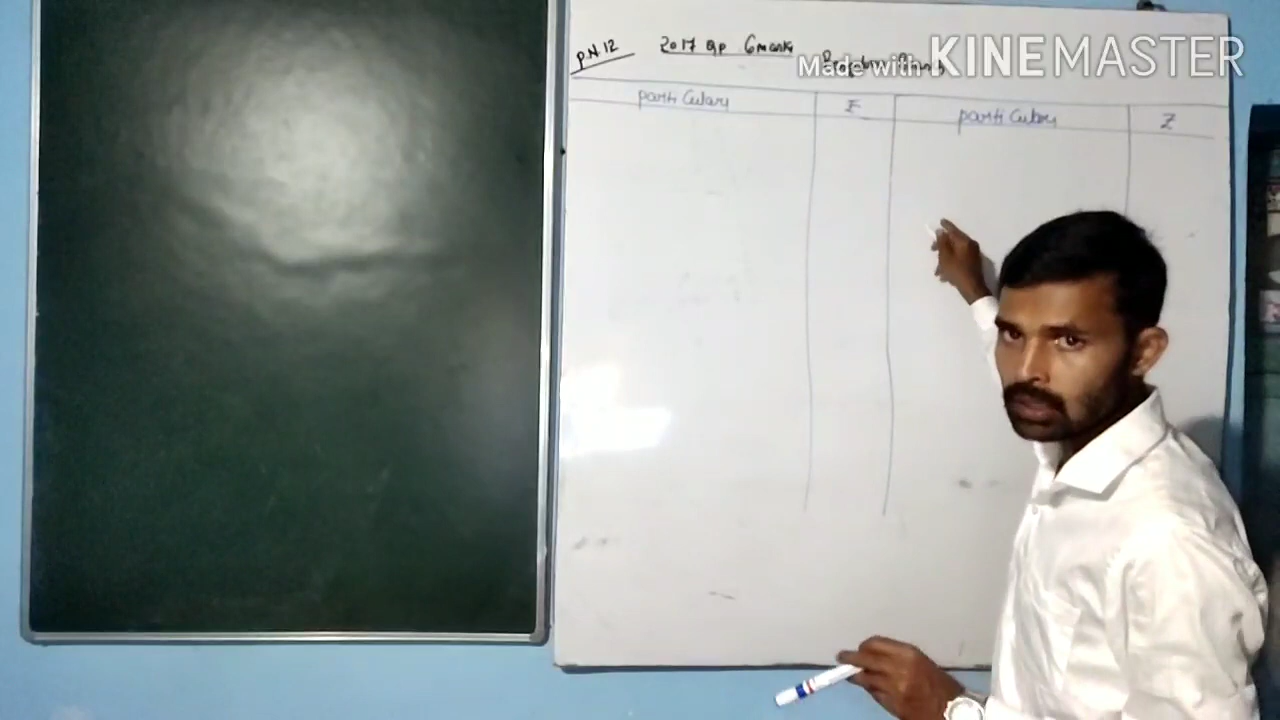 P.N 12 2017 QP 6 marks
Made with KINEMASTER
Particulars ₹ Particulars ₹